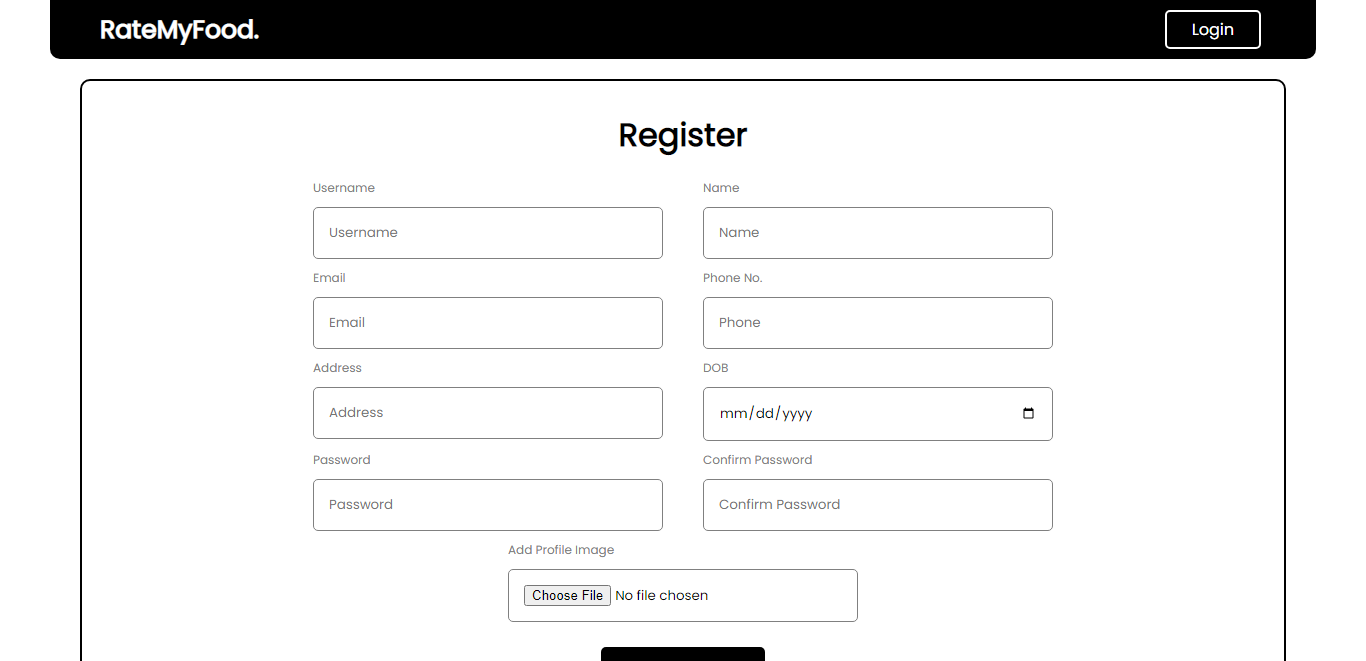 RateMyFood.
Login
Register
Username Name
Username Name
Email Phone No.
Email Phone
Address DOB
Address mm/dd/yyyy
Password Confirm Password
Password Confirm Password
Add Profile Image
Choose File No file chosen